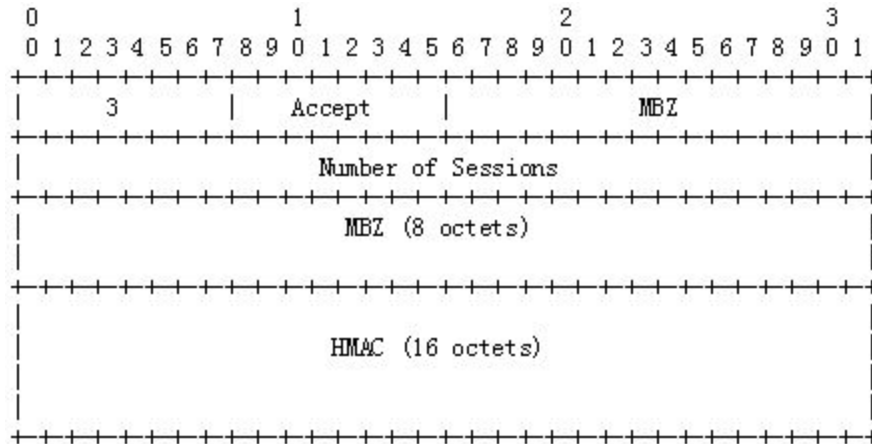 0                   1                   2                   3
0 1 2 3 4 5 6 7 8 9 0 1 2 3 4 5 6 7 8 9 0 1 2 3 4 5 6 7 8 9 0 1
3 Accept MBZ
Number of Sessions
MBZ (8 octets)
HMAC (16 octets)